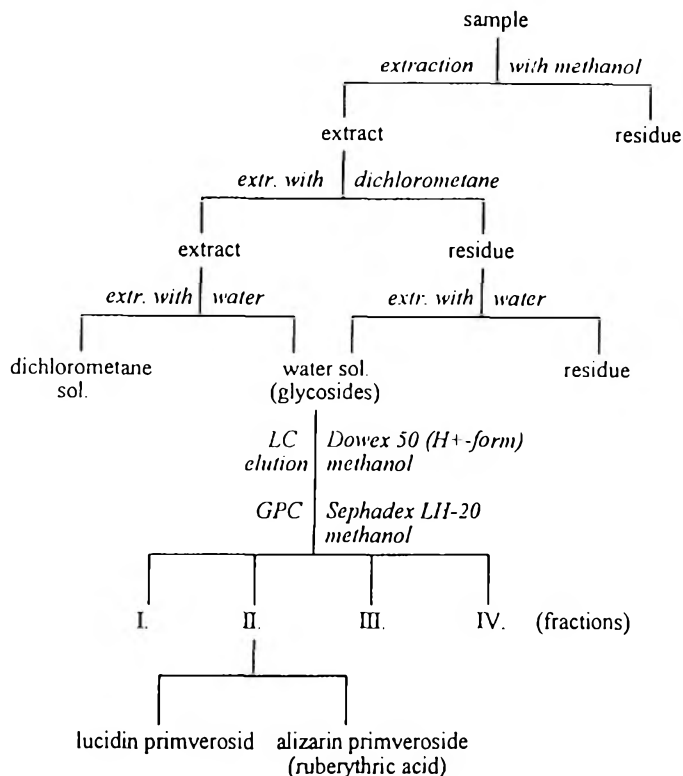 sample
extraction with methanol
extract residue
extr. with dichlorometane
extract residue
extr. with water extr. with water
dichlorometane sol. water sol. (glycosides) residue
LC Dowex 50 (H+-form)
elution methanol
GPC Sephadex LH-20
methanol
I. II. III. IV. (fractions)
lucidin primverosid alizarin primveroside
(ruberythric acid)